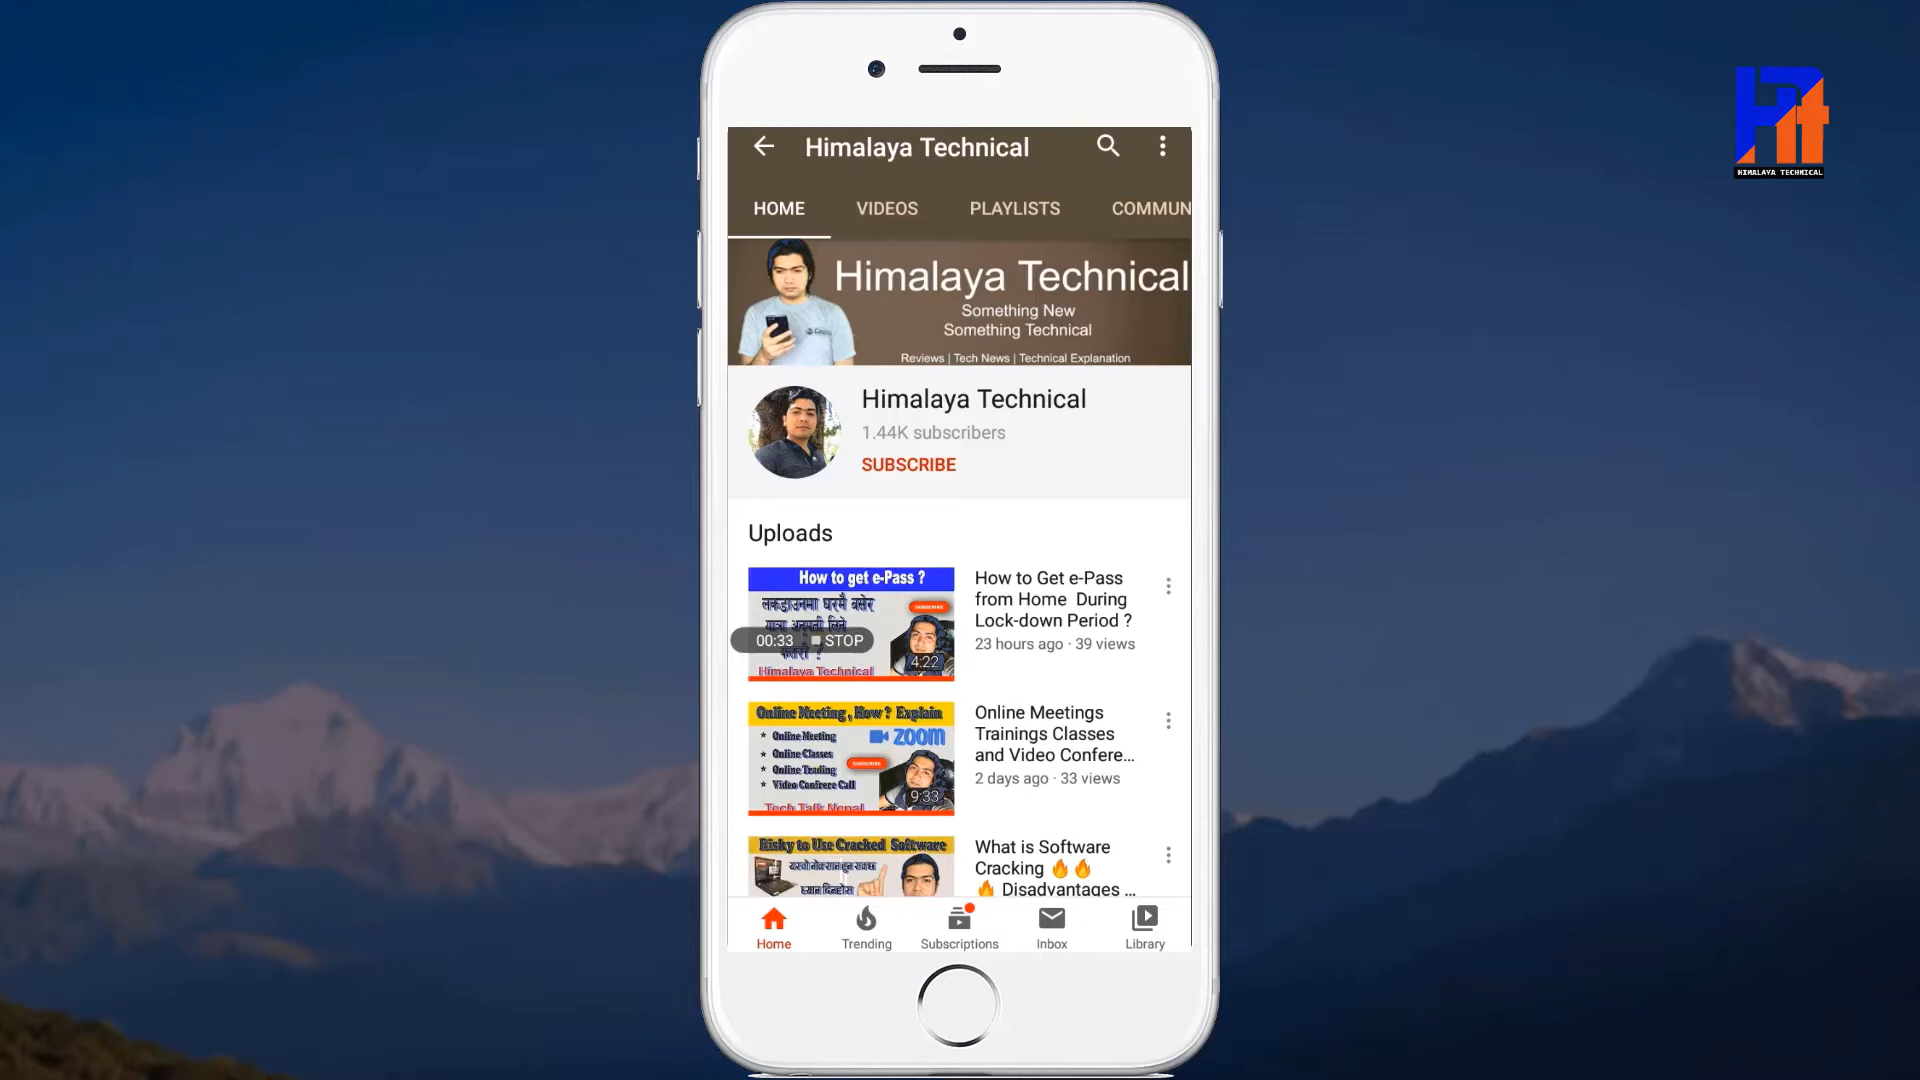 HIMALAYA TECHNICAL
Himalaya Technical
HOME VIDEOS PLAYLISTS COMMUN
Himalaya Technical
Something New
Something Technical
Reviews | Tech News | Technical Explanation
Himalaya Technical
1.44K subscribers
SUBSCRIBE
Uploads
How to get e-Pass ?
लकडाउनमा घरमै बसेर
यात्रा अनुमती लिने
कसरी ?
SUBSCRIBE
00:33 STOP
4:22
Himalaya Technical
How to Get e-Pass
from Home During
Lock-down Period ?
23 hours ago · 39 views
Online Meeting , How ? Explain
★ Online Meeting
zoom
★ Online Classes
SUBSCRIBE
★ Online Trading
★ Video Confrere Call
9:33
Tech Talk Nepal
Online Meetings
Trainings Classes
and Video Confere...
2 days ago · 33 views
Risky to Use Cracked Software
ध्यान दिनुहोस
What is Software
Cracking 🔥🔥
🔥 Disadvantages ...
Home Trending Subscriptions Inbox Library